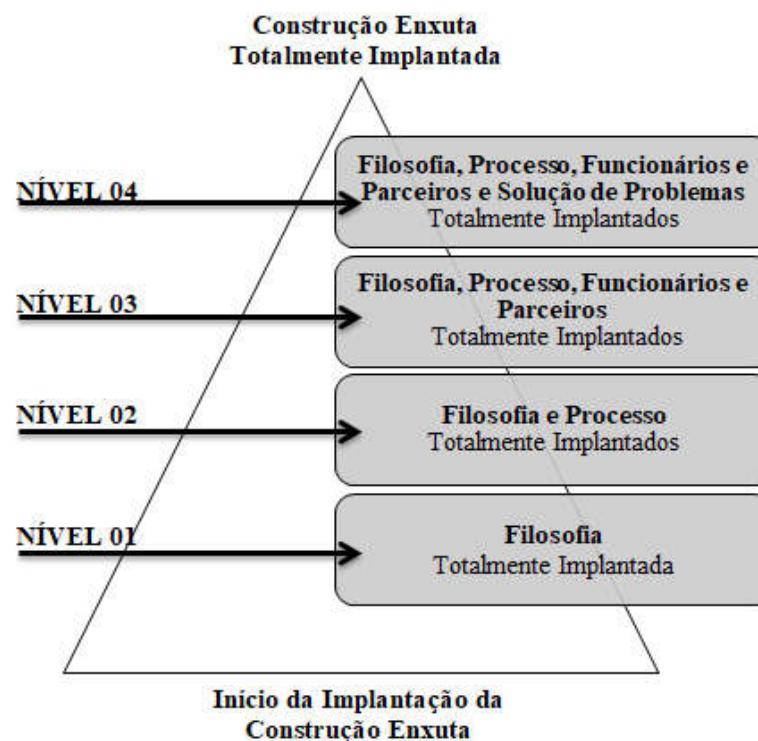 Construção Enxuta
Totalmente Implantada
NÍVEL 04
Filosofia, Processo, Funcionários e
Parceiros e Solução de Problemas
Totalmente Implantados
NÍVEL 03
Filosofia, Processo, Funcionários e
Parceiros
Totalmente Implantados
NÍVEL 02
Filosofia e Processo
Totalmente Implantados
NÍVEL 01
Filosofia
Totalmente Implantada
Início da Implantação da
Construção Enxuta